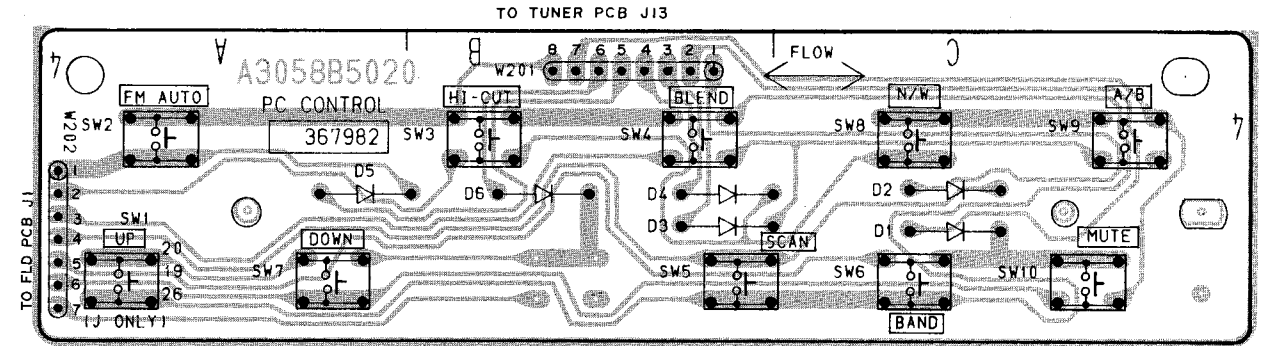 TO TUNER PCB J13
4 A B C
A3058B5020
8 7 6 5 4 3 2 1
W201
FLOW
FM AUTO
PC CONTROL
HI-CUT
BLEND
N/W
A/B
W202
SW2
367982
SW3
SW4
SW8
SW9
4
1
2
3
4
5
6
7
TO FLD PCB J1
D5
D6
D4
D3
D2
D1
SW1
UP
20
19
26
(J ONLY)
SW7
DOWN
SW5
SCAN
SW6
BAND
SW10
MUTE